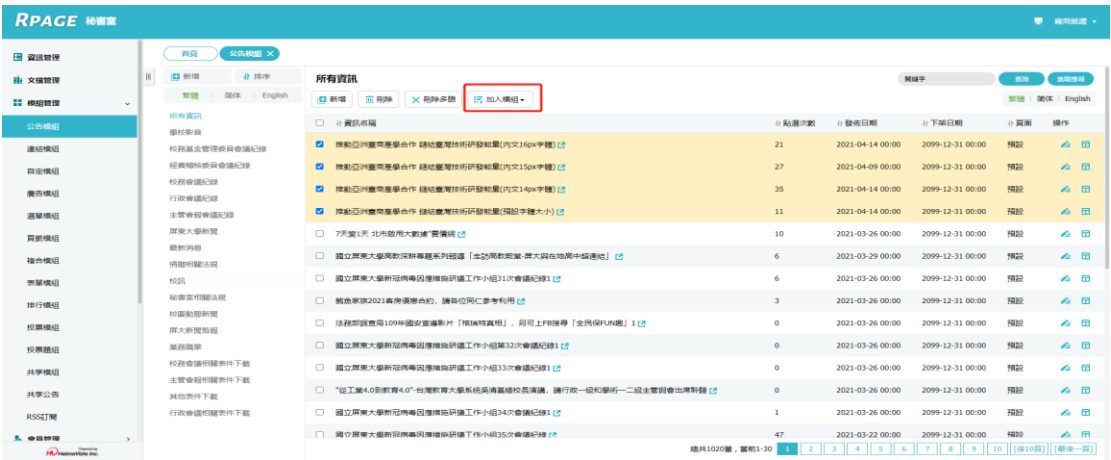 RPAGE 秘書室
廠商維護
資訊管理
首頁 公告模組
文檔管理
新增 排序
所有資訊
關鍵字 查詢 進階搜尋
模組管理
繁體 | 簡体 | English
新增 刪除 刪除多語 加入模組
繁體 | 簡体 | English
公告模組
所有資訊
資訊名稱 點選次數 發佈日期 下架日期 頁面 操作
連結模組
學校影音
校務基金管理委員會議紀錄
推動亞洲臺商產學合作 鏈結臺灣技術研發能量(內文16px字體) 21 2021-04-14 00:00 2099-12-31 00:00 預設
自定模組
經費稽核委員會議紀錄
推動亞洲臺商產學合作 鏈結臺灣技術研發能量(內文15px字體) 27 2021-04-09 00:00 2099-12-31 00:00 預設
廣告模組
校務會議紀錄
推動亞洲臺商產學合作 鏈結臺灣技術研發能量(內文14px字體) 35 2021-04-14 00:00 2099-12-31 00:00 預設
行政會議紀錄
選單模組
主管會報會議紀錄
推動亞洲臺商產學合作 鏈結臺灣技術研發能量(預設字體大小) 11 2021-04-14 00:00 2099-12-31 00:00 預設
頁籤模組
屏東大學新聞
7天變1天 北市啟用大數據"賣價網 10 2021-03-26 00:00 2099-12-31 00:00 預設
最新消息
複合模組
捐贈相關法規
國立屏東大學高教深耕專題系列報導「走訪高教殿堂-屏大與在地高中超連結」 6 2021-03-29 00:00 2099-12-31 00:00 預設
表單模組
校訊
國立屏東大學新冠病毒因應措施研議工作小組31次會議紀錄1 6 2021-03-26 00:00 2099-12-31 00:00 預設
排行模組
秘書室相關法規
鮪魚家族2021客房優惠合約，請各位同仁參考利用 3 2021-03-26 00:00 2099-12-31 00:00 預設
校園動態新聞
投票模組
屏大新聞剪報
法務部調查局109年國安宣導影片「格瑞特真相」，另可上FB搜尋「全民保FUN趣」1 0 2021-03-26 00:00 2099-12-31 00:00 預設
投票題組
業務職掌
國立屏東大學新冠病毒因應措施研議工作小組第32次會議紀錄1 0 2021-03-26 00:00 2099-12-31 00:00 預設
共享模組
校務會議相關表件下載
國立屏東大學新冠病毒因應措施研議工作小組33次會議紀錄1 0 2021-03-26 00:00 2099-12-31 00:00 預設
主管會報相關表件下載
共享公告
其他表件下載
"從工業4.0到教育4.0"-台灣教育大學系統吳清基總校長演講，請行政一級和學術一二級主管撥會出席聆聽 0 2021-03-26 00:00 2099-12-31 00:00 預設
RSS訂閱
行政會議相關表件下載
國立屏東大學新冠病毒因應措施研議工作小組34次會議紀錄1 1 2021-03-26 00:00 2099-12-31 00:00 預設
會員管理
國立屏東大學新冠病毒因應措施研議工作小組35次會議紀錄 47 2021-03-22 00:00 2099-12-31 00:00 預設
Powered by
HeimaVista Inc.
總共1020筆，當前1-30 1 2 3 4 5 6 7 8 9 10 [後10頁] [最後一頁]